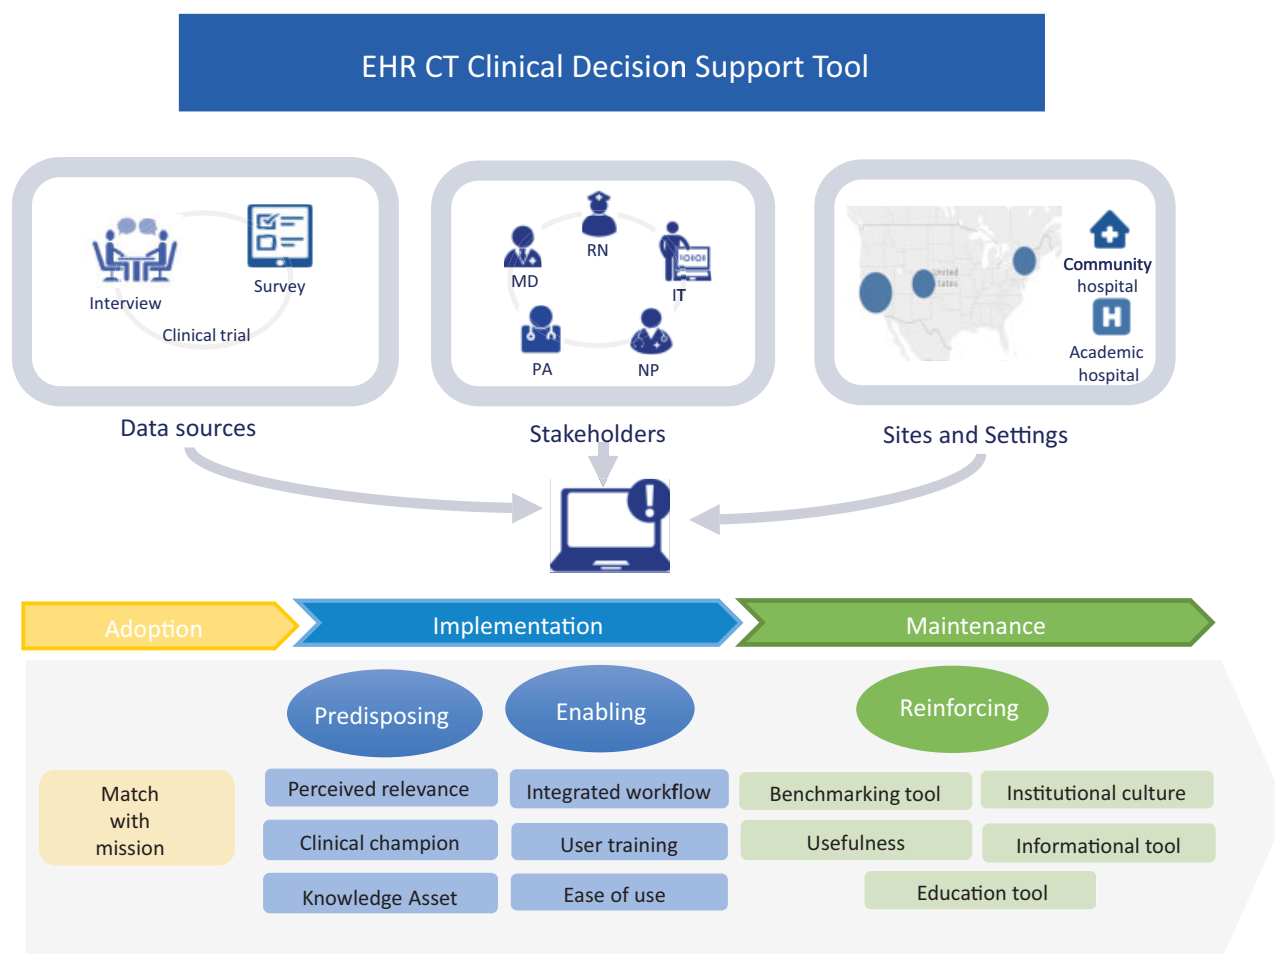 EHR CT Clinical Decision Support Tool
Interview
Survey
Clinical trial
Data sources
RN
MD
IT
PA
NP
Stakeholders
United
States
Community
hospital
H
Academic
hospital
Sites and Settings
!
Adoption
Implementation
Maintenance
Predisposing
Enabling
Reinforcing
Match
with
mission
Perceived relevance
Clinical champion
Knowledge Asset
Integrated workflow
User training
Ease of use
Benchmarking tool
Institutional culture
Usefulness
Informational tool
Education tool